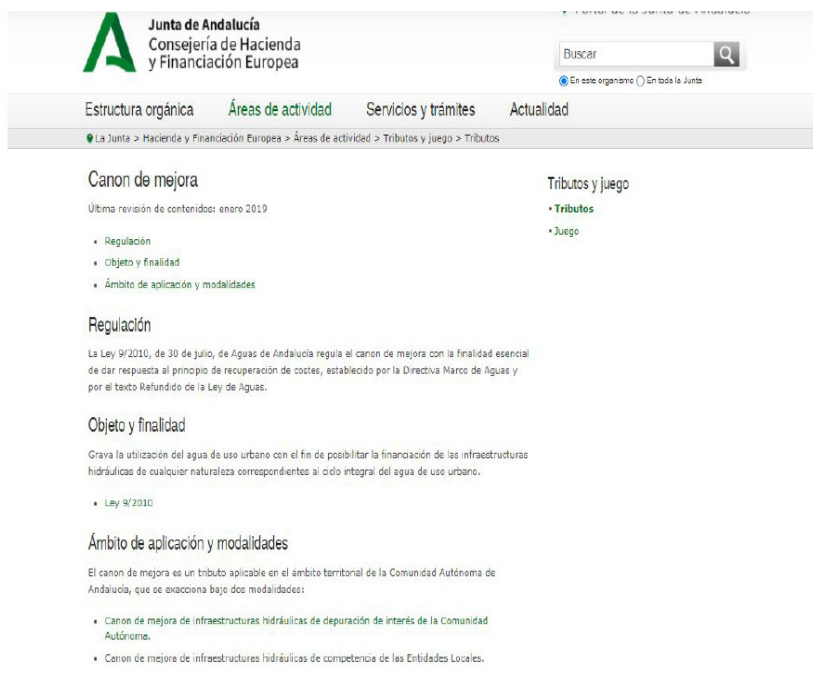 Portal de la Junta de Andalucía
Junta de Andalucía
Consejería de Hacienda
y Financiación Europea
Buscar
En este organismo En toda la Junta
Estructura orgánica Áreas de actividad Servicios y trámites Actualidad
La Junta > Hacienda y Financiación Europea > Áreas de actividad > Tributos y juego > Tributos
Canon de mejora
Última revisión de contenidos: enero 2019
• Regulación
• Objeto y finalidad
• Ámbito de aplicación y modalidades
Tributos y juego
• Tributos
• Juego
Regulación
La Ley 9/2010, de 30 de julio, de Aguas de Andalucía regula el canon de mejora con la finalidad esencial
de dar respuesta al principio de recuperación de costes, establecido por la Directiva Marco de Aguas y
por el texto Refundido de la Ley de Aguas.
Objeto y finalidad
Grava la utilización del agua de uso urbano con el fin de posibilitar la financiación de las infraestructuras
hidráulicas de cualquier naturaleza correspondientes al ciclo integral del agua de uso urbano.
• Ley 9/2010
Ámbito de aplicación y modalidades
El canon de mejora es un tributo aplicable en el ámbito territorial de la Comunidad Autónoma de
Andalucía, que se exacciona bajo dos modalidades:
• Canon de mejora de infraestructuras hidráulicas de depuración de interés de la Comunidad
Autónoma.
• Canon de mejora de infraestructuras hidráulicas de competencia de las Entidades Locales.